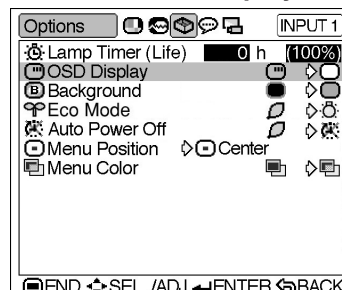 Options INPUT 1
Lamp Timer (Life) 0 h (100%)
OSD Display
B Background
Eco Mode
Auto Power Off
Menu Position Center
Menu Color
END SEL. /ADJ. ENTER BACK